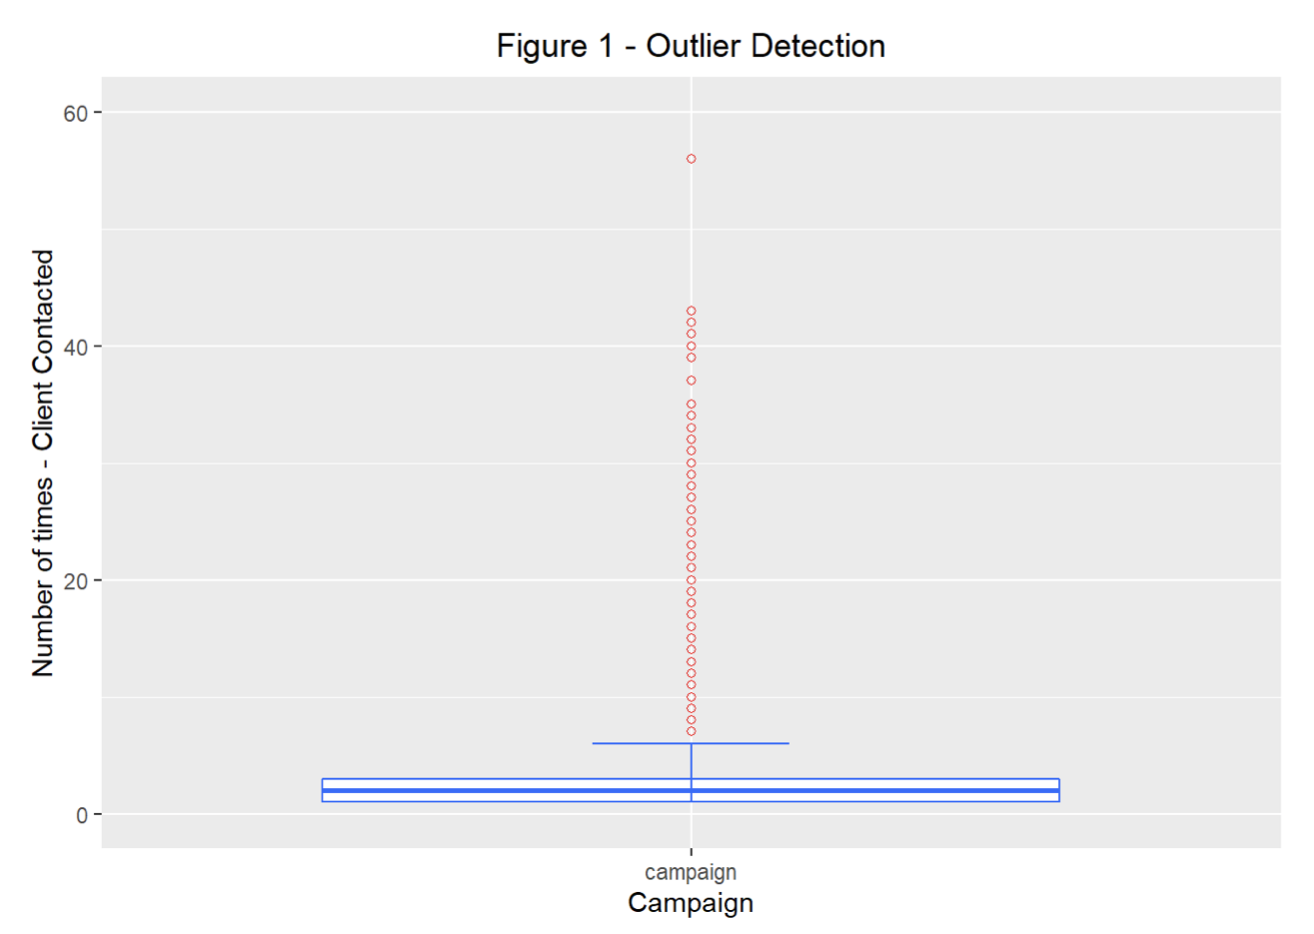 Figure 1 - Outlier Detection
60
40
20
0
Number of times - Client Contacted
campaign
Campaign